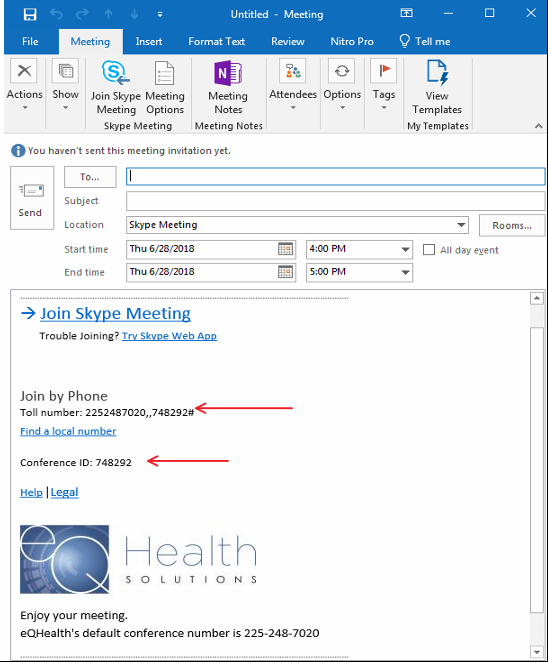 Untitled - Meeting
File Meeting Insert Format Text Review Nitro Pro Tell me
Actions Show Join Skype Meeting Meeting Options Meeting Notes Attendees Options Tags View Templates
Skype Meeting Meeting Notes My Templates
You haven't sent this meeting invitation yet.
To...
Send
Subject
Location Skype Meeting Rooms...
Start time Thu 6/28/2018 4:00 PM All day event
End time Thu 6/28/2018 5:00 PM
→ Join Skype Meeting
Trouble Joining? Try Skype Web App
Join by Phone
Toll number: 2252487020,,748292#
Find a local number
Conference ID: 748292
Help | Legal
eQ Health
SOLUTIONS
Enjoy your meeting.
eQHealth's default conference number is 225-248-7020